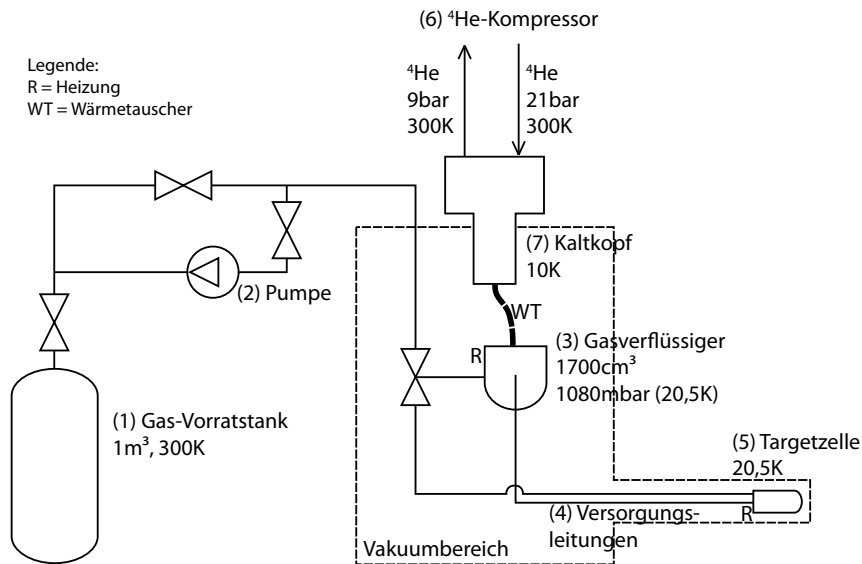 (6) ⁴He-Kompressor
Legende:
R = Heizung
WT = Wärmetauscher
⁴He
9bar
300K
⁴He
21bar
300K
(7) Kaltkopf
10K
(2) Pumpe
WT
R
(3) Gasverflüssiger
1700cm³
1080mbar (20,5K)
(1) Gas-Vorratstank
1m³, 300K
(5) Targetzelle
20,5K
R
(4) Versorgungs-
leitungen
Vakuumbereich